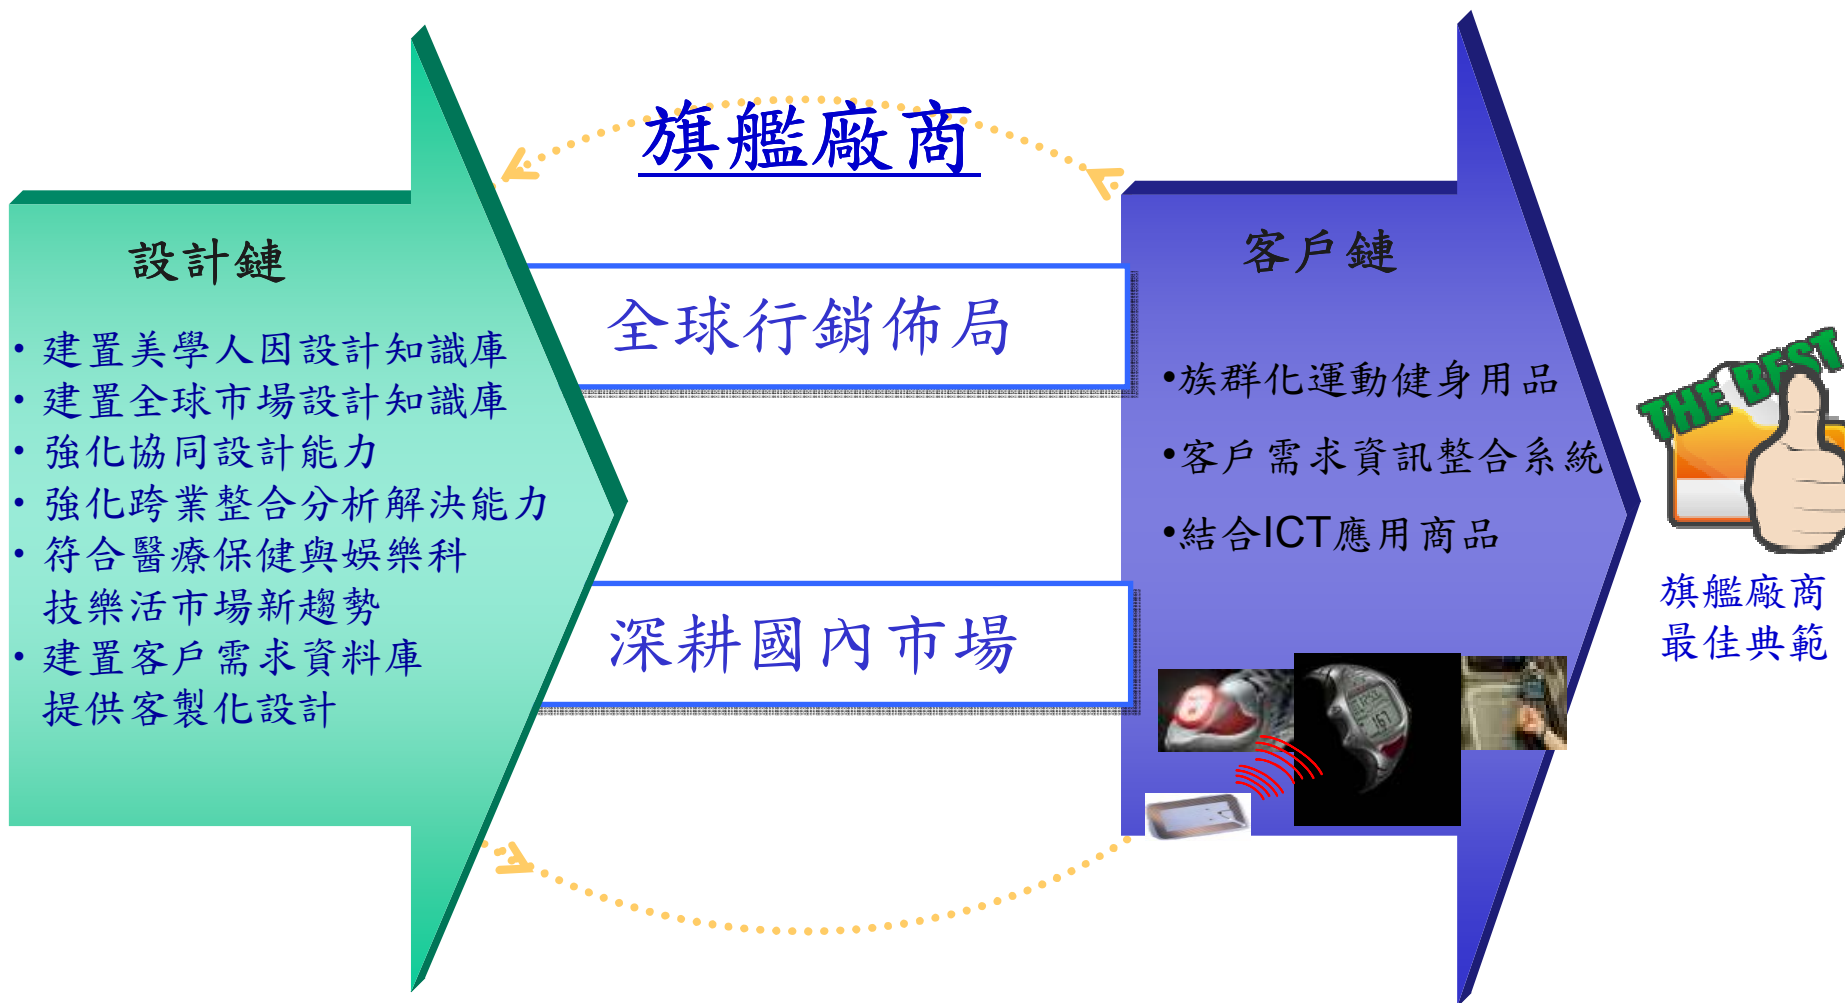 旗艦廠商
設計鏈
• 建置美學人因設計知識庫
• 建置全球市場設計知識庫
• 強化協同設計能力
• 強化跨業整合分析解決能力
• 符合醫療保健與娛樂科
技樂活市場新趨勢
• 建置客戶需求資料庫
提供客製化設計
全球行銷佈局
深耕國內市場
客戶鏈
•族群化運動健身用品
•客戶需求資訊整合系統
•結合ICT應用商品
THE BEST
旗艦廠商
最佳典範